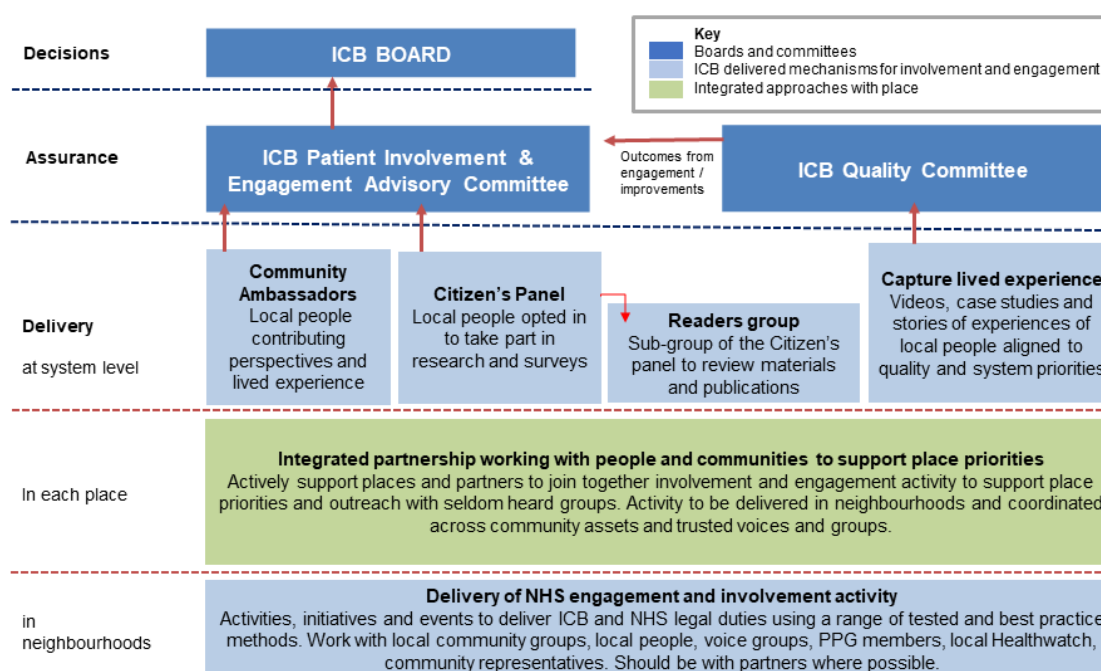 Decisions
ICB BOARD
Key
Boards and committees
ICB delivered mechanisms for involvement and engagement
Integrated approaches with place
Assurance
ICB Patient Involvement &
Engagement Advisory Committee
Outcomes from
engagement /
improvements
ICB Quality Committee
Delivery
at system level
Community
Ambassadors
Local people
contributing
perspectives and
lived experience
Citizen's Panel
Local people opted in
to take part in
research and surveys
Readers group
Sub-group of the Citizen's
panel to review materials
and publications
Capture lived experience
Videos, case studies and
stories of experiences of
local people aligned to
quality and system priorities
In each place
Integrated partnership working with people and communities to support place priorities
Actively support places and partners to join together involvement and engagement activity to support place
priorities and outreach with seldom heard groups. Activity to be delivered in neighbourhoods and coordinated
across community assets and trusted voices and groups.
in
neighbourhoods
Delivery of NHS engagement and involvement activity
Activities, initiatives and events to deliver ICB and NHS legal duties using a range of tested and best practice
methods. Work with local community groups, local people, voice groups, PPG members, local Healthwatch,
community representatives. Should be with partners where possible.